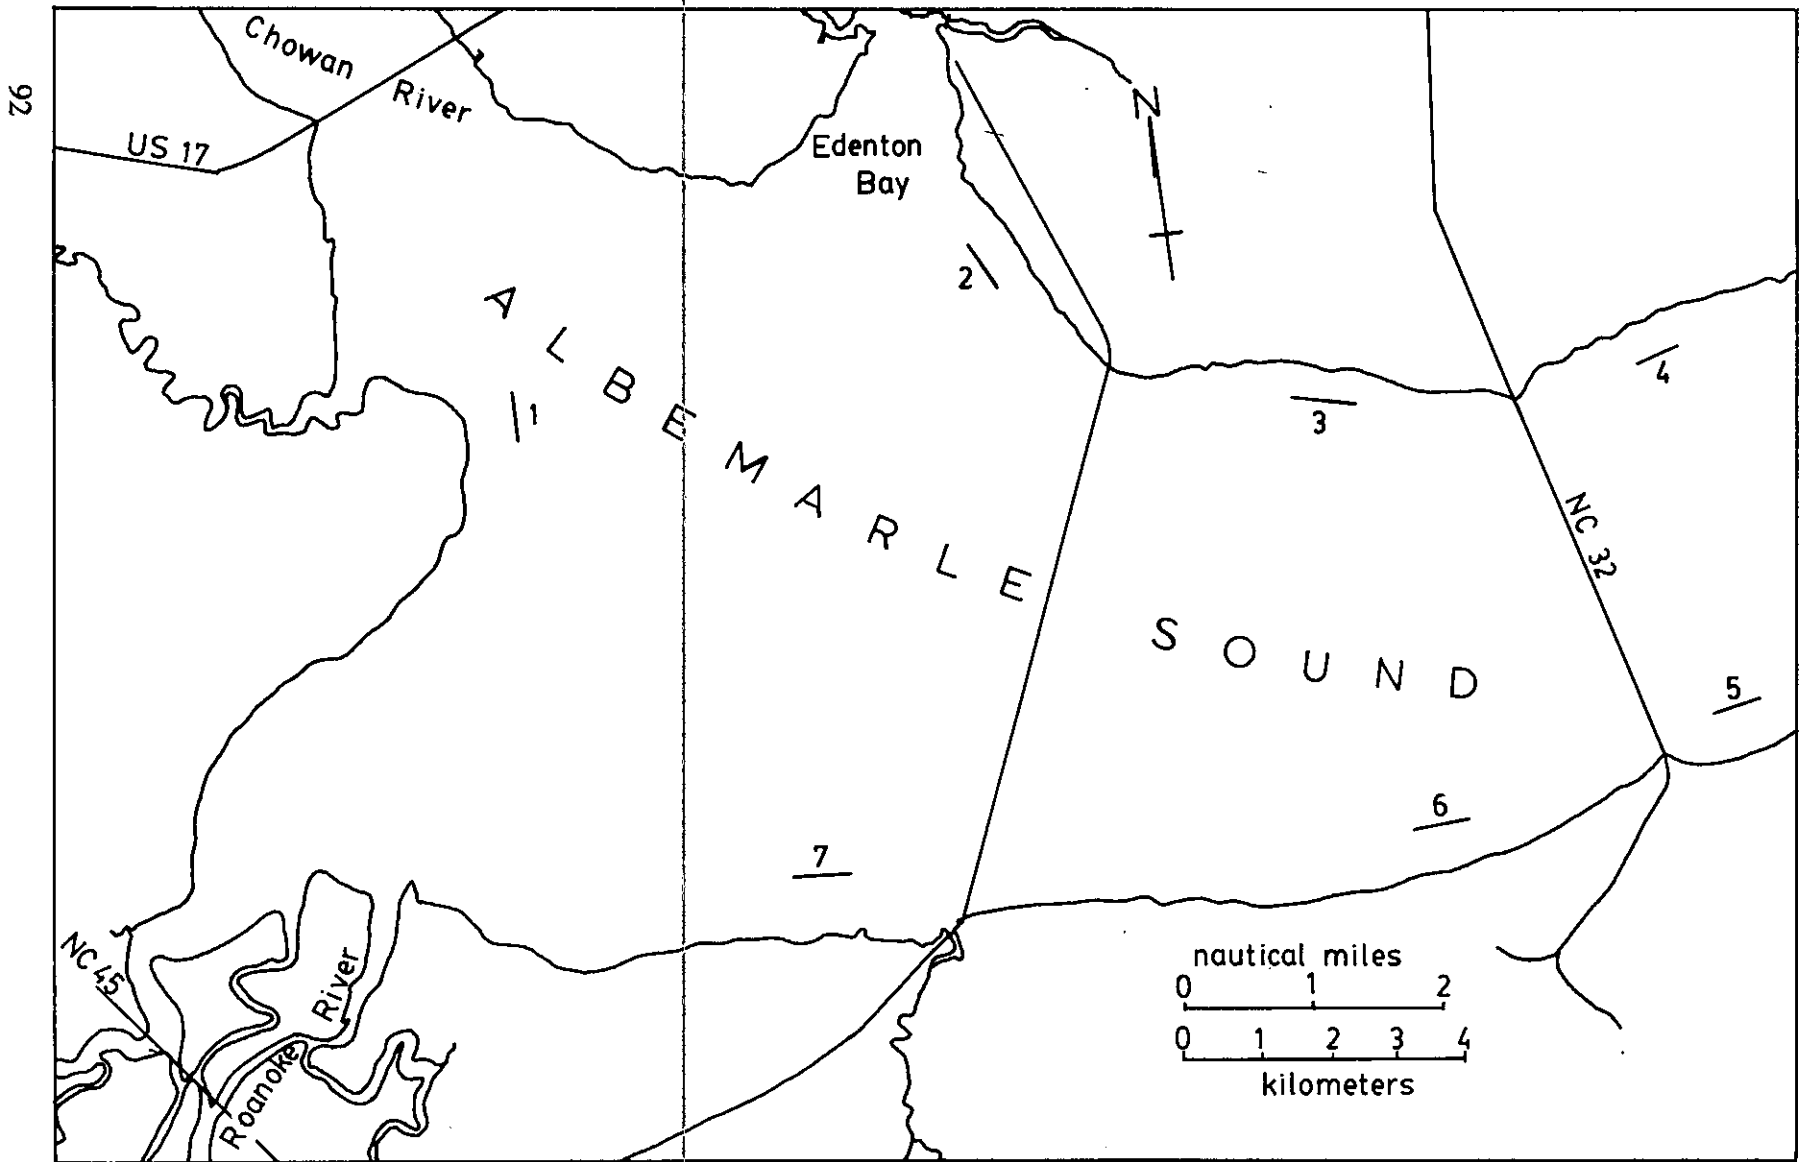 92
Chowan
River
US 17
Edenton
Bay
N
2
ALBEMARLE
1
3
4
NC 32
SOUND
5
6
7
NC 45
River
Roanoke
nautical miles
0 1 2
0 1 2 3 4
kilometers